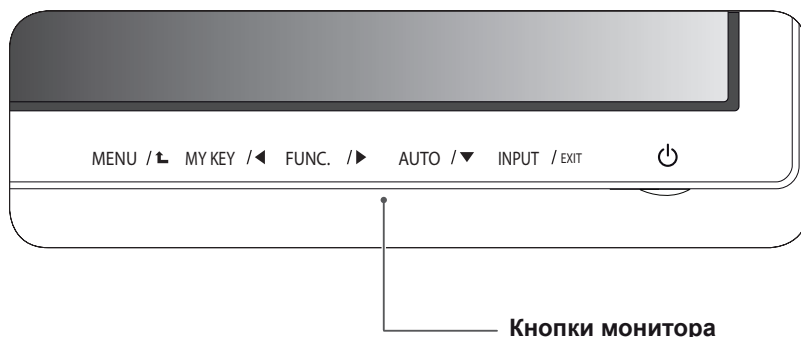 MENU / MY KEY / ◀ FUNC. / ▶ AUTO / ▼ INPUT / EXIT
Кнопки монитора